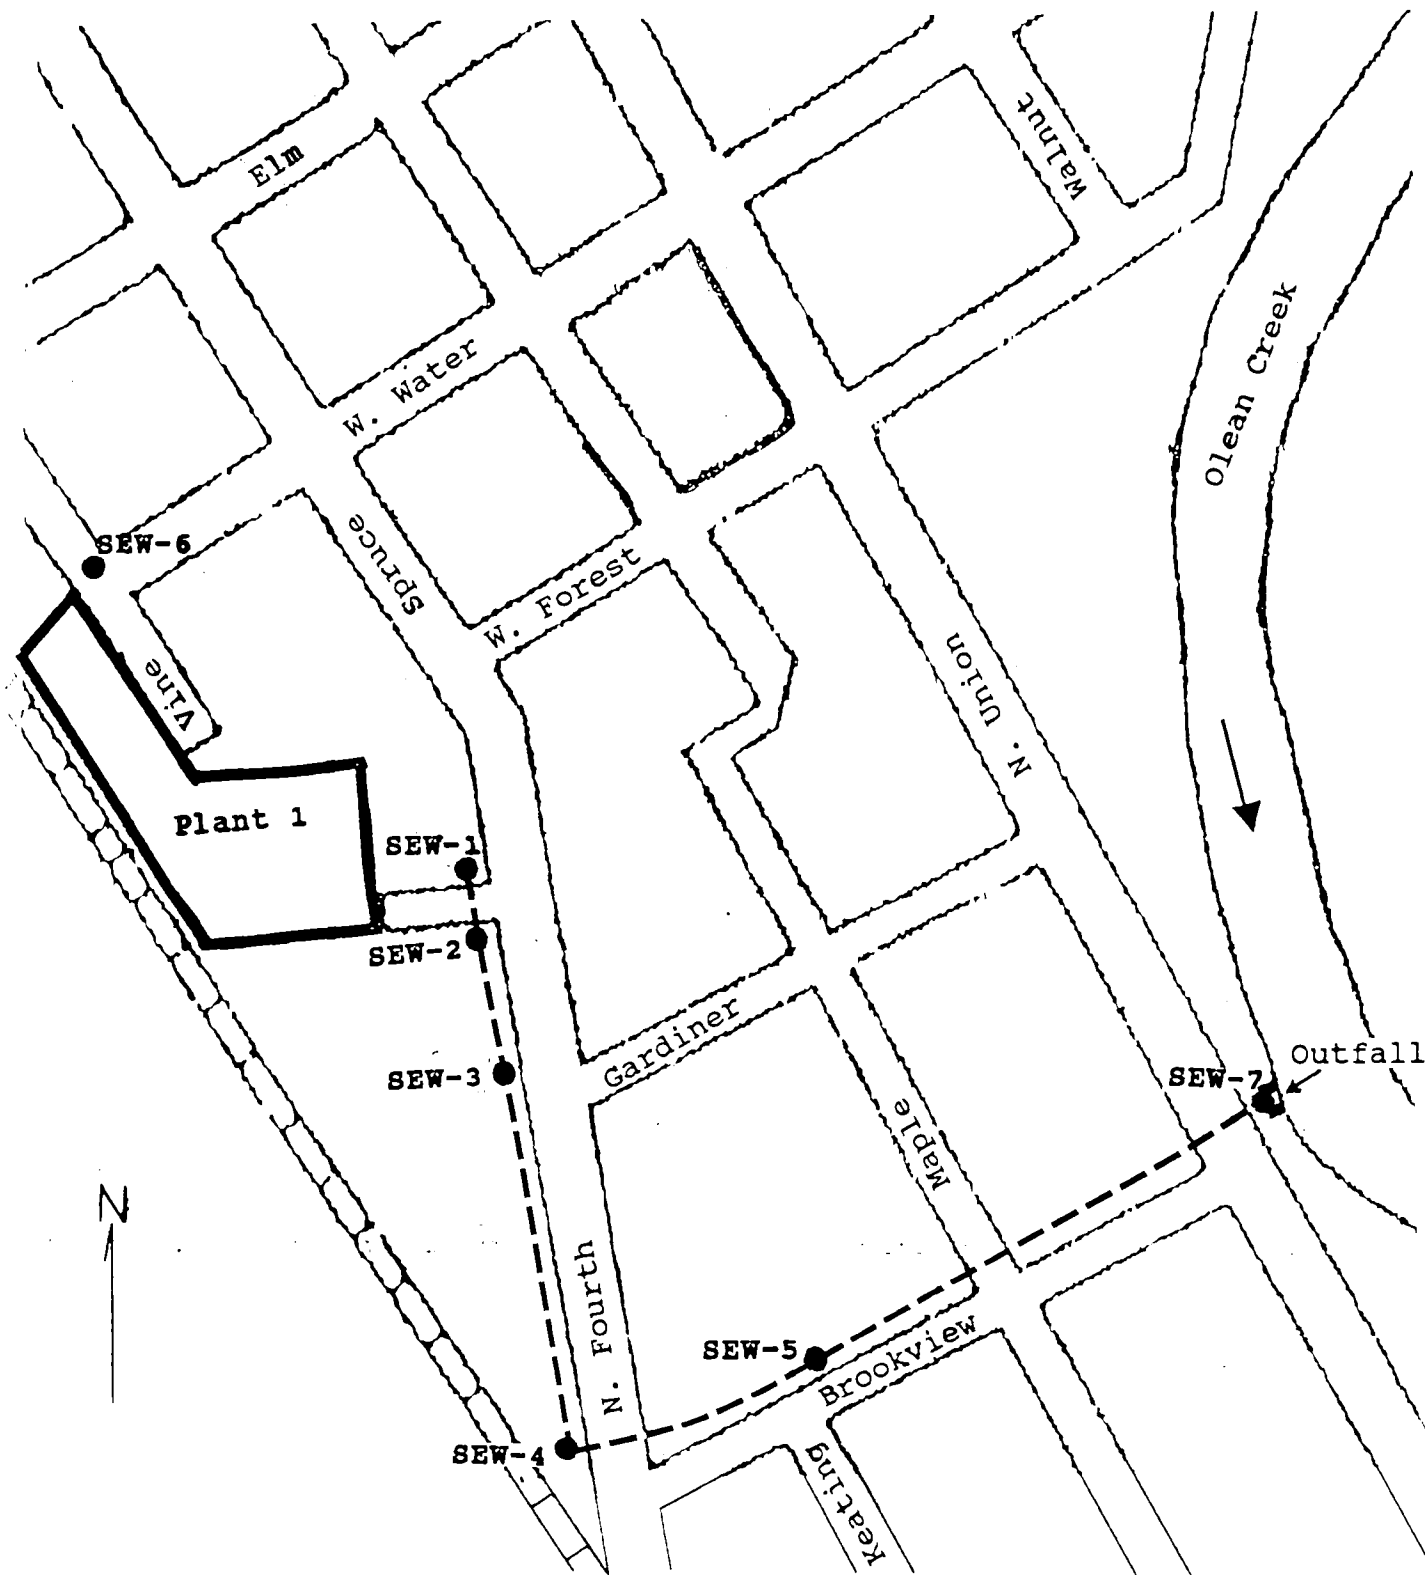 Elm
Walnut
Olean Creek
W. Water
Spruce
SEW-6
W. Forest
N. Union
Vine
Plant 1
SEW-1
SEW-2
Gardiner
SEW-3
Outfall
SEW-7
Maple
N
N. Fourth
SEW-5
Brookview
SEW-4
Keating